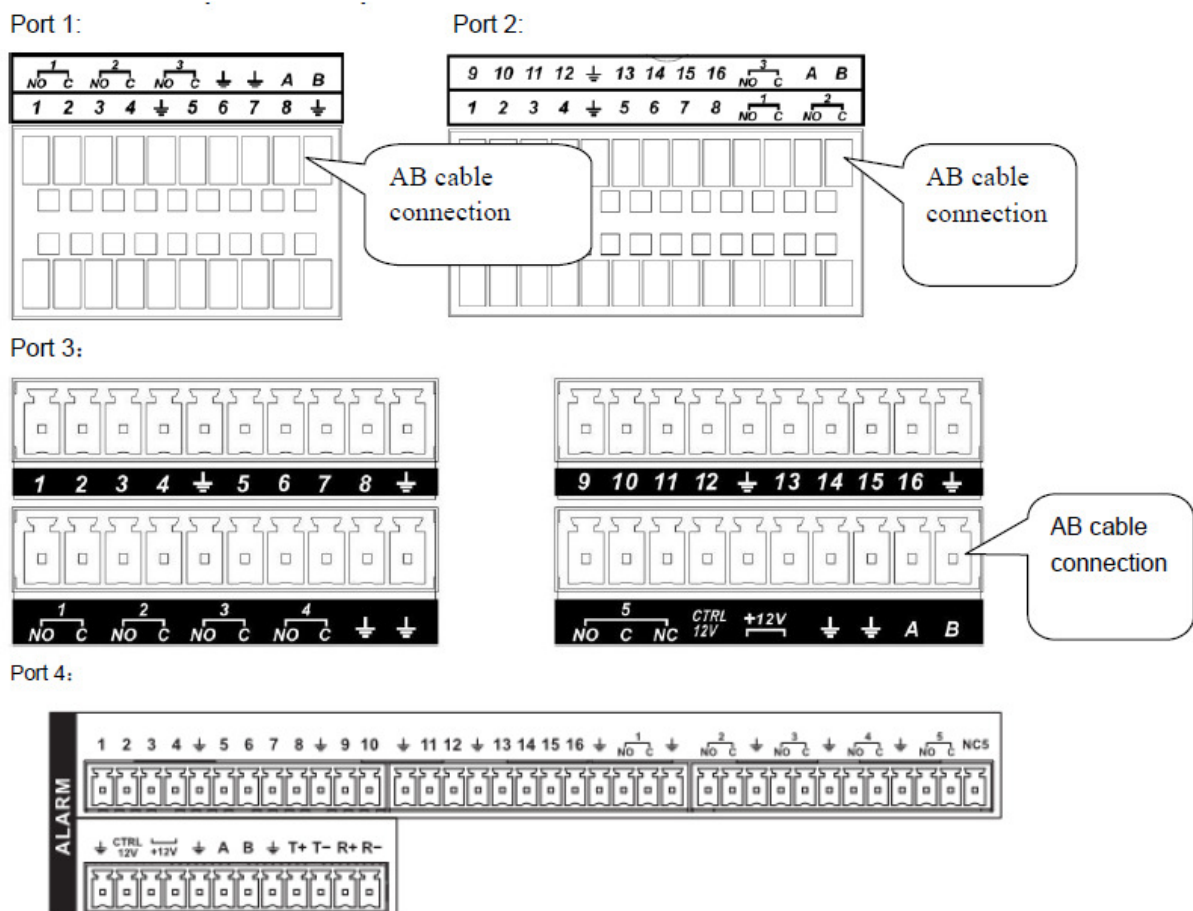 Port 1:
Port 2:
1 2 3
NO C NO C NO C ⏚ ⏚ A B
1 2 3 4 ⏚ 5 6 7 8 ⏚
3
9 10 11 12 ⏚ 13 14 15 16 NO C A B
1 2
1 2 3 4 ⏚ 5 6 7 8 NO C NO C
AB cable
connection
AB cable
connection
Port 3:
1 2 3 4 ⏚ 5 6 7 8 ⏚
9 10 11 12 ⏚ 13 14 15 16 ⏚
1 2 3 4
NO C NO C NO C NO C ⏚ ⏚
5 CTRL +12V
NO C NC 12V ⏚ ⏚ A B
AB cable
connection
Port 4:
ALARM
1 2 3 4 ⏚ 5 6 7 8 ⏚ 9 10 ⏚ 11 12 ⏚ 13 14 15 16 ⏚ 1 ⏚ 2 ⏚ 3 ⏚ 4 ⏚ 5 NC5
NO C NO C NO C NO C NO C
⏚ CTRL ⏚ A B ⏚ T+ T− R+ R−
12V +12V